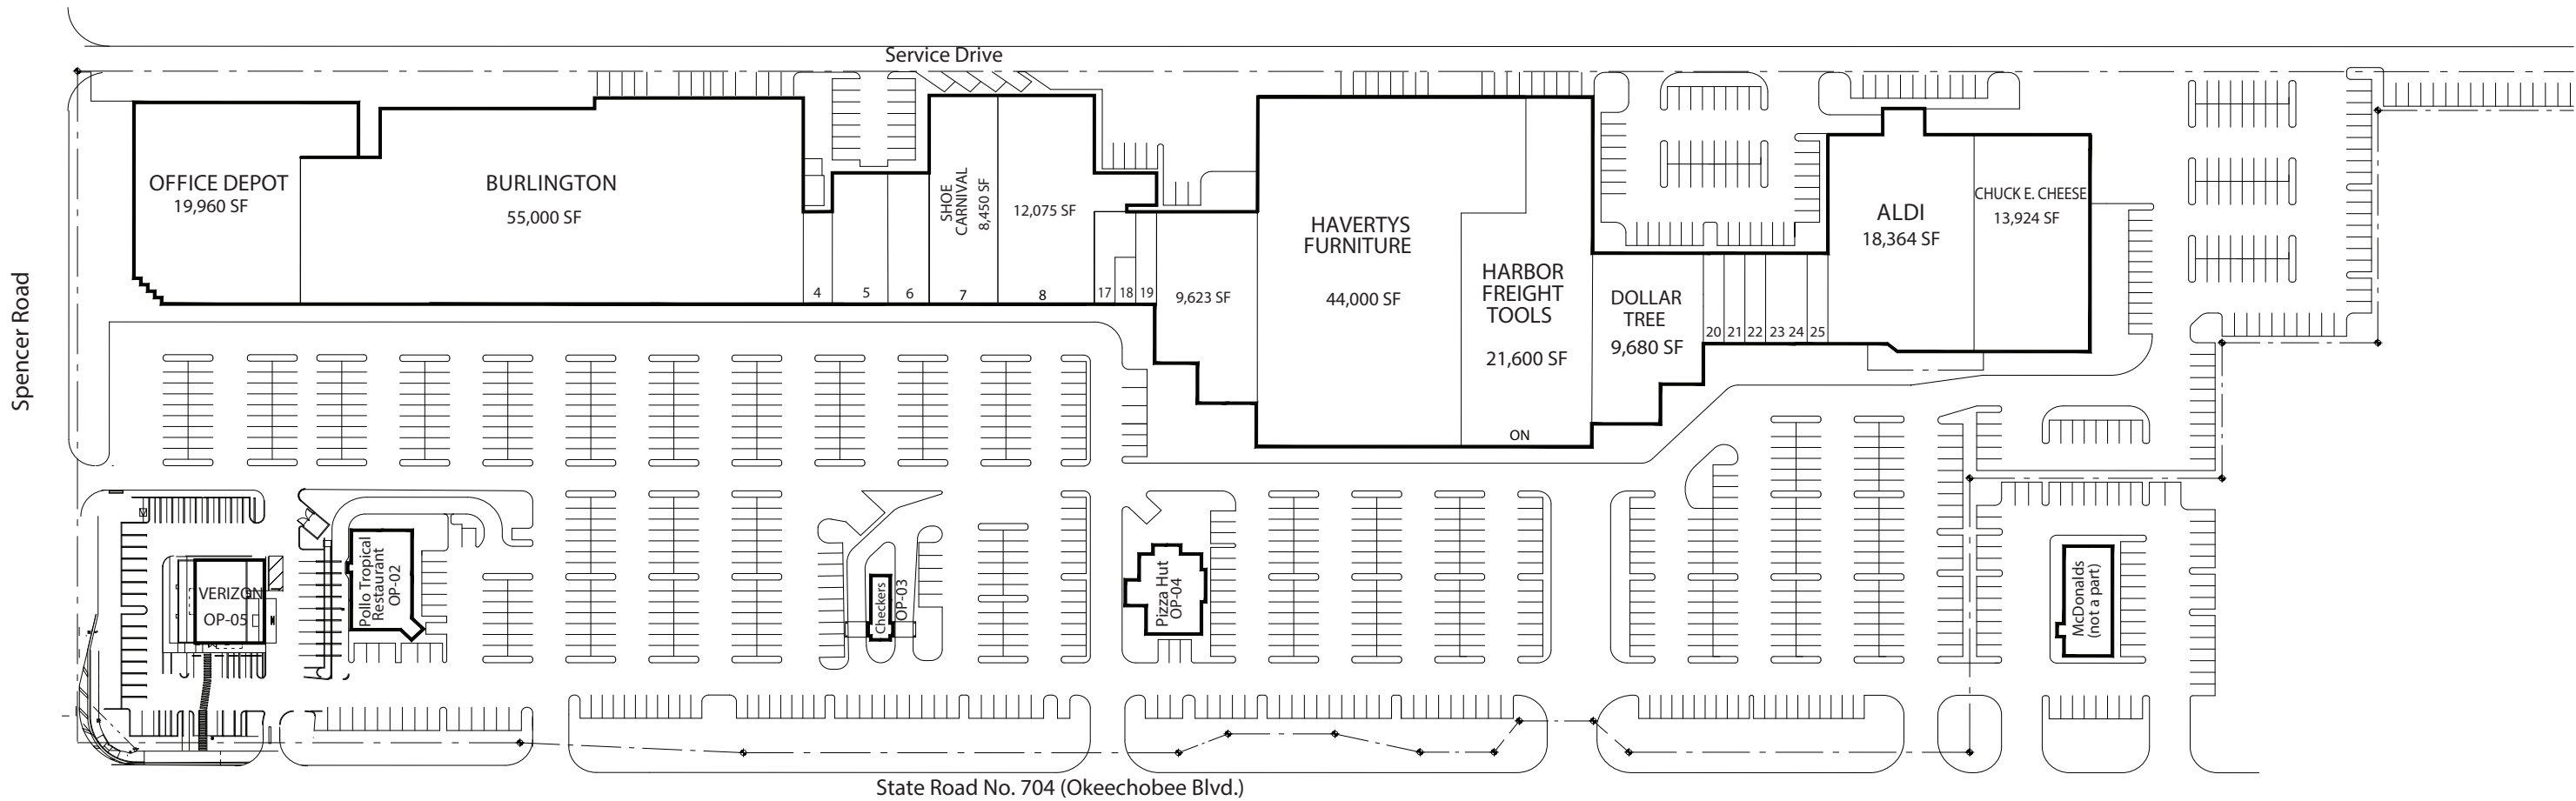 Service Drive
Spencer Road
OFFICE DEPOT
19,960 SF
BURLINGTON
55,000 SF
4
5
6
SHOE
CARNIVAL
8,450 SF
7
12,075 SF
8
17
18
19
9,623 SF
HAVERTYS
FURNITURE
44,000 SF
HARBOR
FREIGHT
TOOLS
21,600 SF
ON
DOLLAR
TREE
9,680 SF
20
21
22
23
24
25
ALDI
18,364 SF
CHUCK E. CHEESE
13,924 SF
VERIZON
OP-05
Pollo Tropical
Restaurant
OP-02
Checkers
OP-03
Pizza Hut
OP-04
McDonalds
(not a part)
State Road No. 704 (Okeechobee Blvd.)